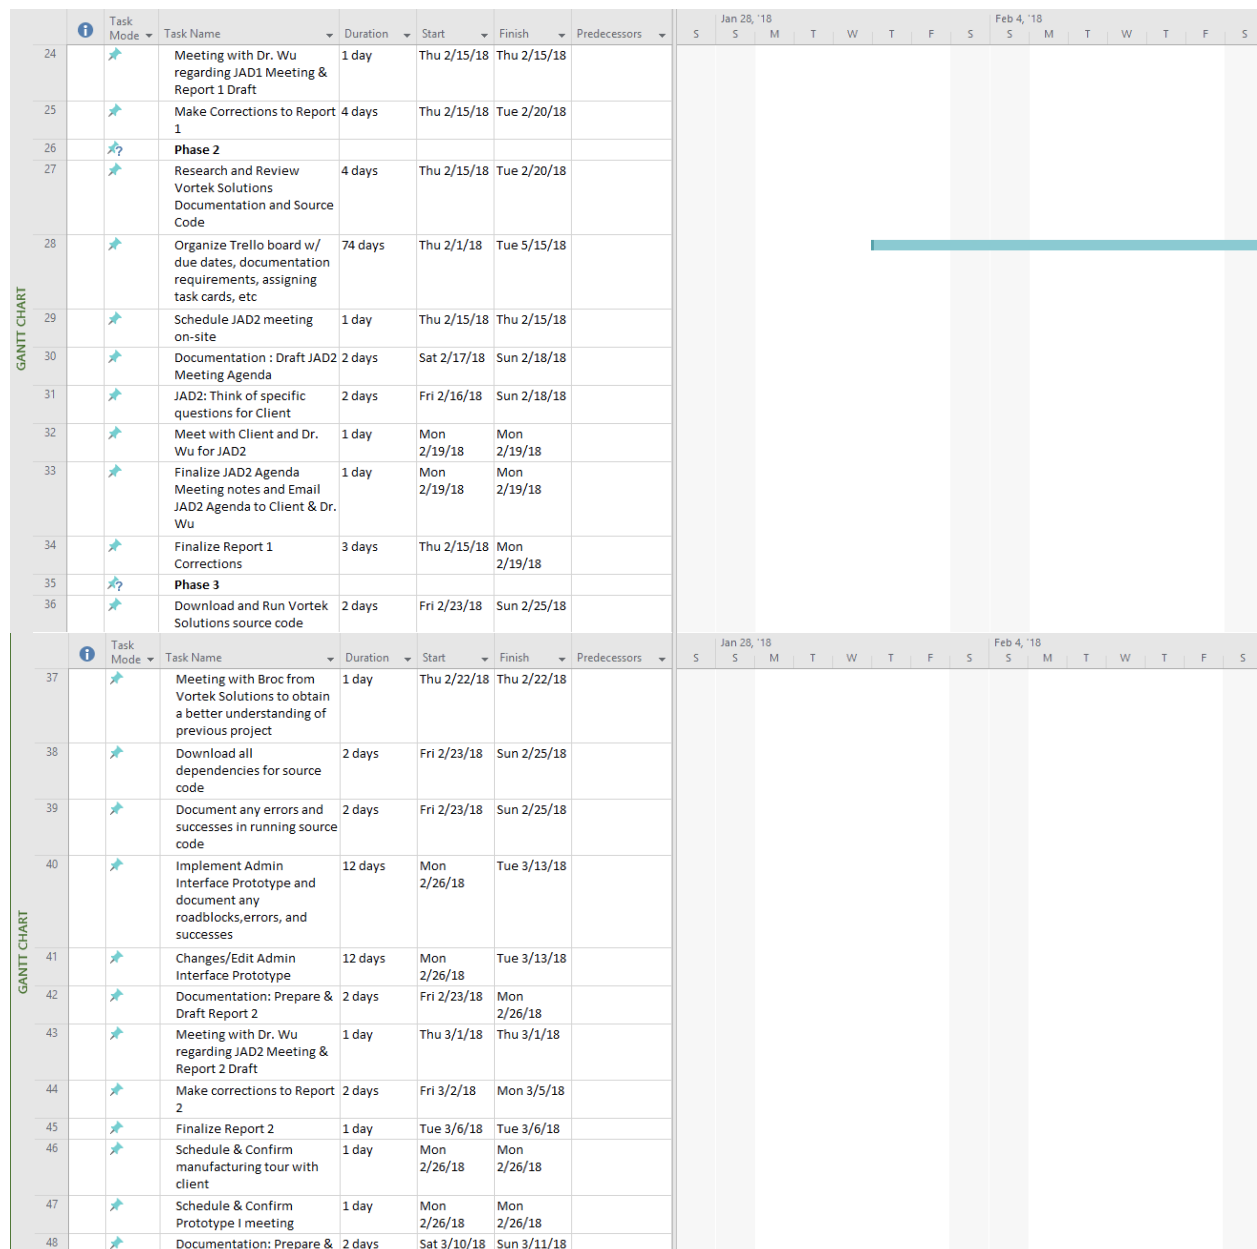 Task Jan 28, '18 Feb 4, '18
Mode Task Name Duration Start Finish Predecessors S S M T W T F S S M T W T F S
24 Meeting with Dr. Wu 1 day Thu 2/15/18 Thu 2/15/18
regarding JAD1 Meeting &
Report 1 Draft
25 Make Corrections to Report 4 days Thu 2/15/18 Tue 2/20/18
1
26 ? Phase 2
27 Research and Review 4 days Thu 2/15/18 Tue 2/20/18
Vortek Solutions
Documentation and Source
Code
28 Organize Trello board w/ 74 days Thu 2/1/18 Tue 5/15/18
due dates, documentation
requirements, assigning
task cards, etc
GANTT CHART
29 Schedule JAD2 meeting 1 day Thu 2/15/18 Thu 2/15/18
on-site
30 Documentation : Draft JAD2 2 days Sat 2/17/18 Sun 2/18/18
Meeting Agenda
31 JAD2: Think of specific 2 days Fri 2/16/18 Sun 2/18/18
questions for Client
32 Meet with Client and Dr. 1 day Mon Mon
Wu for JAD2 2/19/18 2/19/18
33 Finalize JAD2 Agenda 1 day Mon Mon
Meeting notes and Email 2/19/18 2/19/18
JAD2 Agenda to Client & Dr.
Wu
34 Finalize Report 1 3 days Thu 2/15/18 Mon
Corrections 2/19/18
35 ? Phase 3
36 Download and Run Vortek 2 days Fri 2/23/18 Sun 2/25/18
Solutions source code
Task Jan 28, '18 Feb 4, '18
Mode Task Name Duration Start Finish Predecessors S S M T W T F S S M T W T F S
37 Meeting with Broc from 1 day Thu 2/22/18 Thu 2/22/18
Vortek Solutions to obtain
a better understanding of
previous project
38 Download all 2 days Fri 2/23/18 Sun 2/25/18
dependencies for source
code
39 Document any errors and 2 days Fri 2/23/18 Sun 2/25/18
successes in running source
code
40 Implement Admin 12 days Mon Tue 3/13/18
Interface Prototype and 2/26/18
document any
roadblocks,errors, and
successes
GANTT CHART
41 Changes/Edit Admin 12 days Mon Tue 3/13/18
Interface Prototype 2/26/18
42 Documentation: Prepare & 2 days Fri 2/23/18 Mon
Draft Report 2 2/26/18
43 Meeting with Dr. Wu 1 day Thu 3/1/18 Thu 3/1/18
regarding JAD2 Meeting &
Report 2 Draft
44 Make corrections to Report 2 days Fri 3/2/18 Mon 3/5/18
2
45 Finalize Report 2 1 day Tue 3/6/18 Tue 3/6/18
46 Schedule & Confirm 1 day Mon Mon
manufacturing tour with 2/26/18 2/26/18
client
47 Schedule & Confirm 1 day Mon Mon
Prototype I meeting 2/26/18 2/26/18
48 Documentation: Prepare & 2 days Sat 3/10/18 Sun 3/11/18